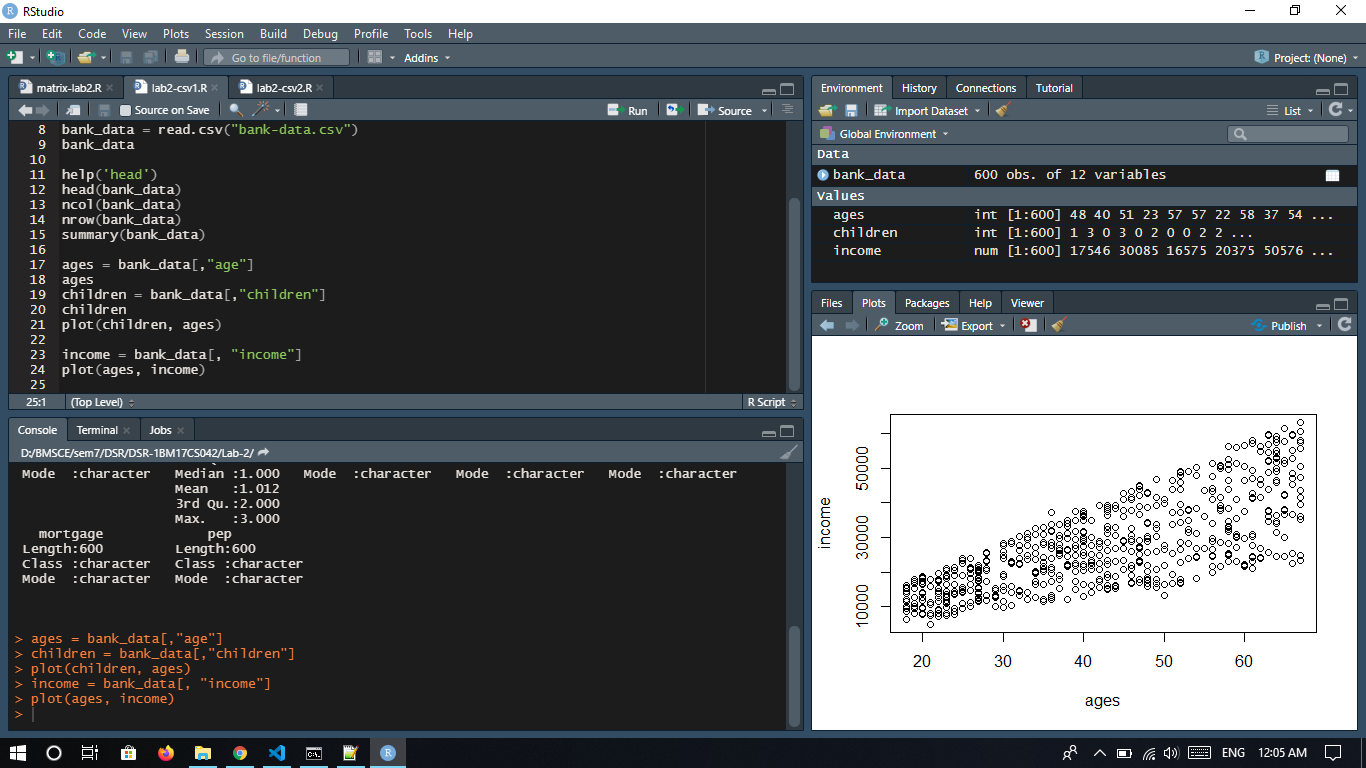 RStudio
File Edit Code View Plots Session Build Debug Profile Tools Help
Go to file/function Addins Project: (None)
matrix-lab2.R lab2-csv1.R lab2-csv2.R
Source on Save Run Source
8 bank_data = read.csv("bank-data.csv")
9 bank_data
10
11 help('head')
12 head(bank_data)
13 ncol(bank_data)
14 nrow(bank_data)
15 summary(bank_data)
16
17 ages = bank_data[,"age"]
18 ages
19 children = bank_data[,"children"]
20 children
21 plot(children, ages)
22
23 income = bank_data[, "income"]
24 plot(ages, income)
25
25:1 (Top Level) R Script
Console Terminal Jobs
D:/BMSCE/sem7/DSR/DSR-1BM17CS042/Lab-2/
Mode :character Median :1.000 Mode :character Mode :character Mode :character
Mean :1.012
3rd Qu.:2.000
Max. :3.000
mortgage pep
Length:600 Length:600
Class :character Class :character
Mode :character Mode :character
> ages = bank_data[,"age"]
> children = bank_data[,"children"]
> plot(children, ages)
> income = bank_data[, "income"]
> plot(ages, income)
>
Environment History Connections Tutorial
Import Dataset List
Global Environment
Data
bank_data 600 obs. of 12 variables
Values
ages int [1:600] 48 40 51 23 57 57 22 58 37 54 ...
children int [1:600] 1 3 0 3 0 2 0 0 2 2 ...
income num [1:600] 17546 30085 16575 20375 50576 ...
Files Plots Packages Help Viewer
Zoom Export Publish
income
50000
30000
10000
20 30 40 50 60
ages
ENG 12:05 AM